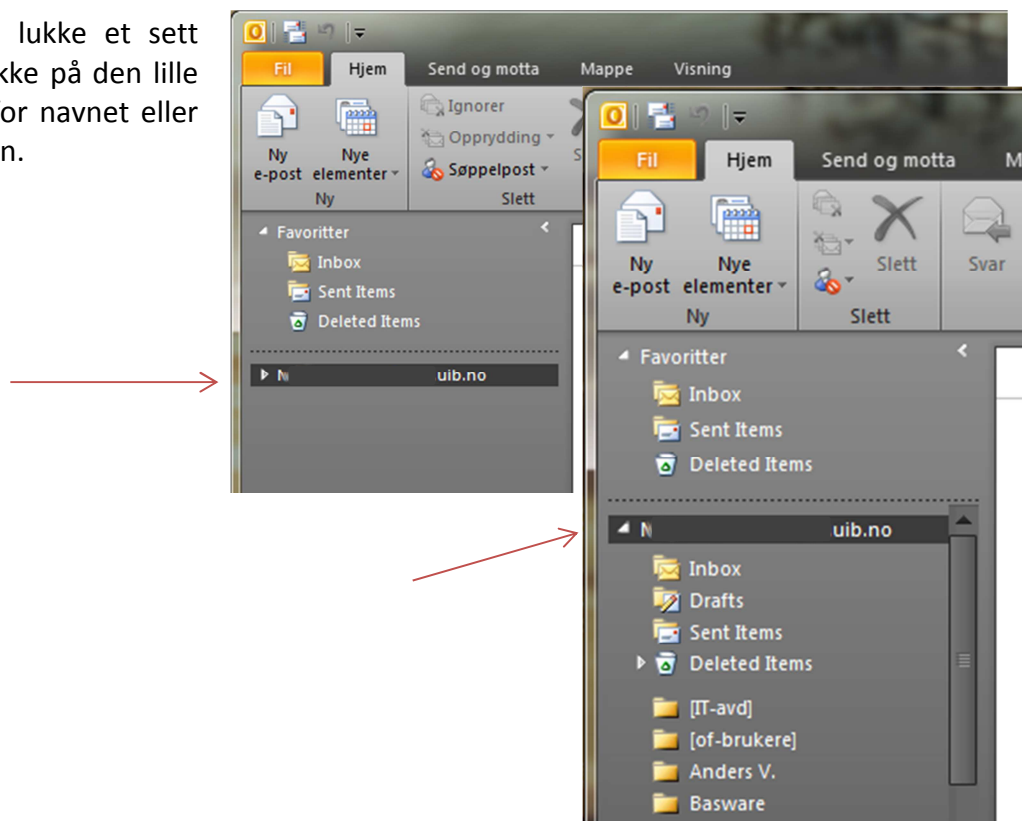 lukke et sett
på den lille
navnet eller
Fil Hjem Send og motta Mappe Visning
Ny e-post
Nye elementer
Ignorer
Opprydding
Søppelpost
Ny Slett
Favoritter
Inbox
Sent Items
Deleted Items
N uib.no
Fil Hjem Send og motta M
Ny e-post
Nye elementer
Slett
Svar
Ny Slett
Favoritter
Inbox
Sent Items
Deleted Items
N .uib.no
Inbox
Drafts
Sent Items
Deleted Items
[IT-avd]
[of-brukere]
Anders V.
Basware